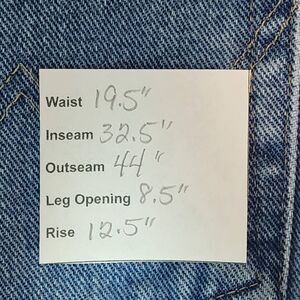 Waist 19.5"
Inseam 32.5"
Outseam 44"
Leg Opening 8.5"
Rise 12.5"